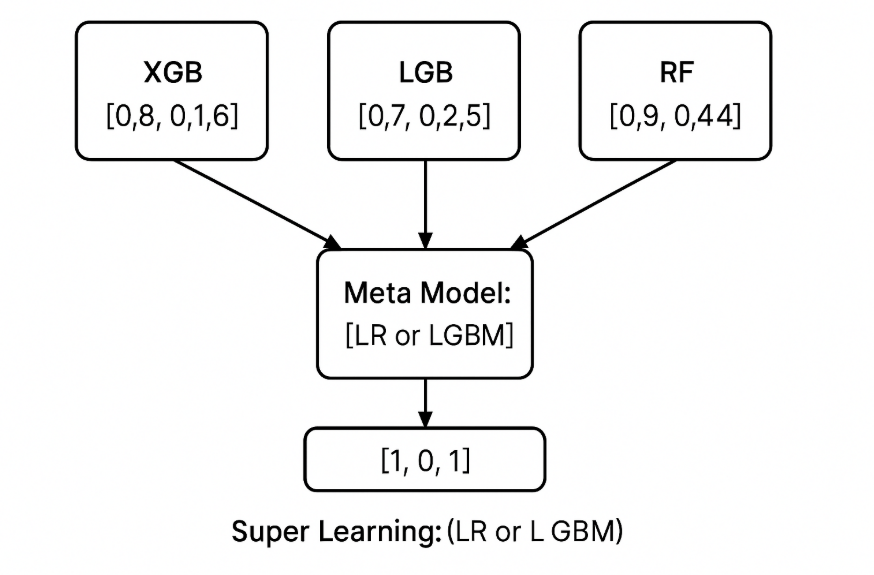 XGB
[0,8, 0,1,6]
LGB
[0,7, 0,2,5]
RF
[0,9, 0,44]
Meta Model:
[LR or LGBM]
[1, 0, 1]
Super Learning: (LR or L GBM)